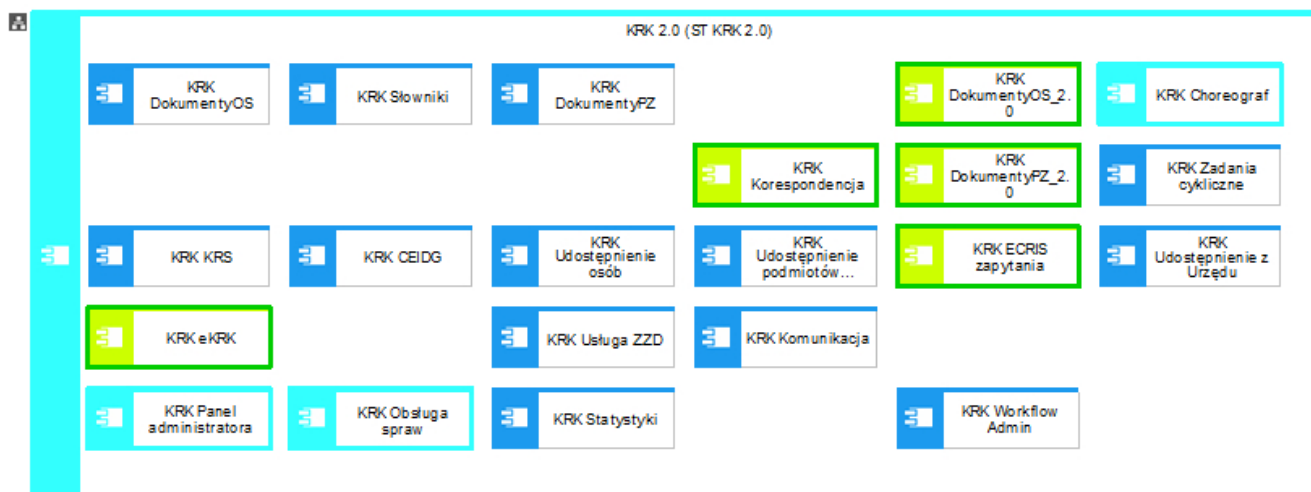 KRK 2.0 (ST KRK 2.0)
KRK
DokumentyOS
KRK Słowniki
KRK
DokumentyPZ
KRK
DokumentyOS_2.
0
KRK Choreograf
KRK
Korespondencja
KRK
DokumentyPZ_2.
0
KRK Zadania
cykliczne
KRK KRS
KRK CEIDG
KRK
Udostępnienie
osób
KRK
Udostępnienie
podmiotów...
KRK ECRIS
zapytania
KRK
Udostępnienie z
Urzędu
KRK eKRK
KRK Usługa ZZD
KRK Komunikacja
KRK Panel
administratora
KRK Obsługa
spraw
KRK Statystyki
KRK Workflow
Admin